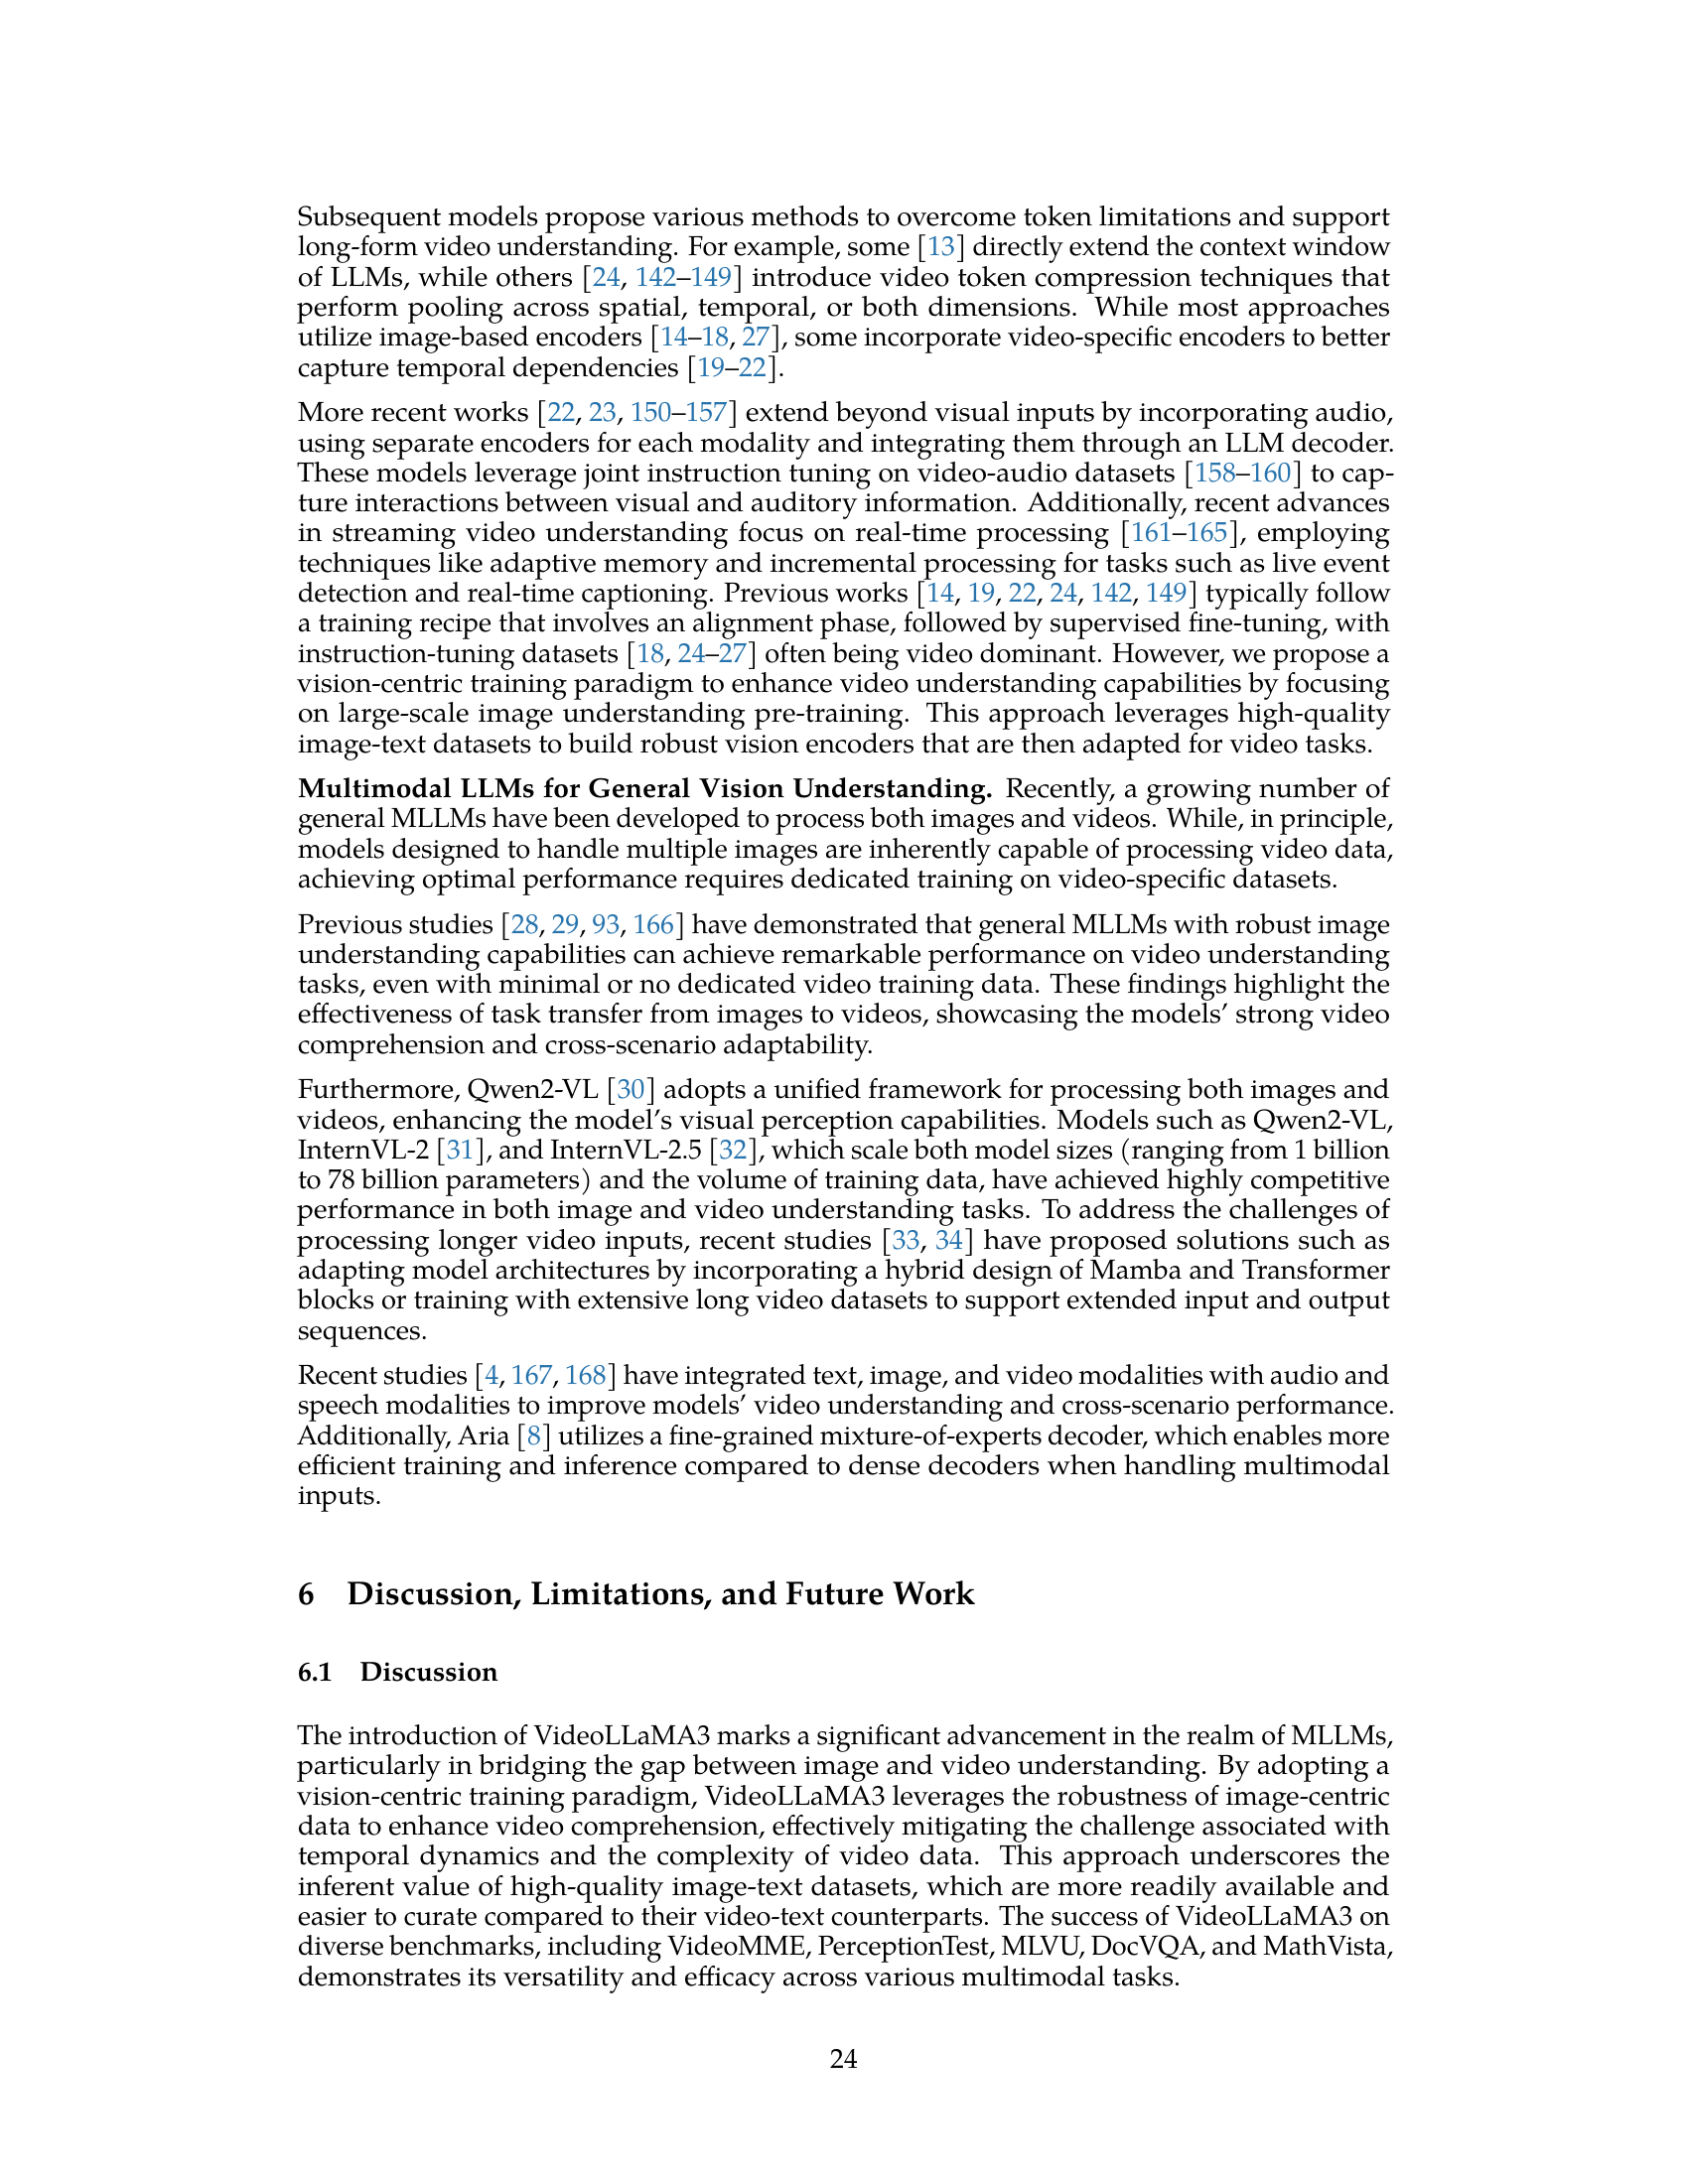 Subsequent models propose various methods to overcome token limitations and support
long-form video understanding. For example, some [13] directly extend the context window
of LLMs, while others [24, 142–149] introduce video token compression techniques that
perform pooling across spatial, temporal, or both dimensions. While most approaches
utilize image-based encoders [14–18, 27], some incorporate video-specific encoders to better
capture temporal dependencies [19–22].
More recent works [22, 23, 150–157] extend beyond visual inputs by incorporating audio,
using separate encoders for each modality and integrating them through an LLM decoder.
These models leverage joint instruction tuning on video-audio datasets [158–160] to cap-
ture interactions between visual and auditory information. Additionally, recent advances
in streaming video understanding focus on real-time processing [161–165], employing
techniques like adaptive memory and incremental processing for tasks such as live event
detection and real-time captioning. Previous works [14, 19, 22, 24, 142, 149] typically follow
a training recipe that involves an alignment phase, followed by supervised fine-tuning, with
instruction-tuning datasets [18, 24–27] often being video dominant. However, we propose a
vision-centric training paradigm to enhance video understanding capabilities by focusing
on large-scale image understanding pre-training. This approach leverages high-quality
image-text datasets to build robust vision encoders that are then adapted for video tasks.
Multimodal LLMs for General Vision Understanding. Recently, a growing number of
general MLLMs have been developed to process both images and videos. While, in principle,
models designed to handle multiple images are inherently capable of processing video data,
achieving optimal performance requires dedicated training on video-specific datasets.
Previous studies [28, 29, 93, 166] have demonstrated that general MLLMs with robust image
understanding capabilities can achieve remarkable performance on video understanding
tasks, even with minimal or no dedicated video training data. These findings highlight the
effectiveness of task transfer from images to videos, showcasing the models’ strong video
comprehension and cross-scenario adaptability.
Furthermore, Qwen2-VL [30] adopts a unified framework for processing both images and
videos, enhancing the model’s visual perception capabilities. Models such as Qwen2-VL,
InternVL-2 [31], and InternVL-2.5 [32], which scale both model sizes (ranging from 1 billion
to 78 billion parameters) and the volume of training data, have achieved highly competitive
performance in both image and video understanding tasks. To address the challenges of
processing longer video inputs, recent studies [33, 34] have proposed solutions such as
adapting model architectures by incorporating a hybrid design of Mamba and Transformer
blocks or training with extensive long video datasets to support extended input and output
sequences.
Recent studies [4, 167, 168] have integrated text, image, and video modalities with audio and
speech modalities to improve models’ video understanding and cross-scenario performance.
Additionally, Aria [8] utilizes a fine-grained mixture-of-experts decoder, which enables more
efficient training and inference compared to dense decoders when handling multimodal
inputs.
6 Discussion, Limitations, and Future Work
6.1 Discussion
The introduction of VideoLLaMA3 marks a significant advancement in the realm of MLLMs,
particularly in bridging the gap between image and video understanding. By adopting a
vision-centric training paradigm, VideoLLaMA3 leverages the robustness of image-centric
data to enhance video comprehension, effectively mitigating the challenge associated with
temporal dynamics and the complexity of video data. This approach underscores the
inferent value of high-quality image-text datasets, which are more readily available and
easier to curate compared to their video-text counterparts. The success of VideoLLaMA3 on
diverse benchmarks, including VideoMME, PerceptionTest, MLVU, DocVQA, and MathVista,
demonstrates its versatility and efficacy across various multimodal tasks.
24